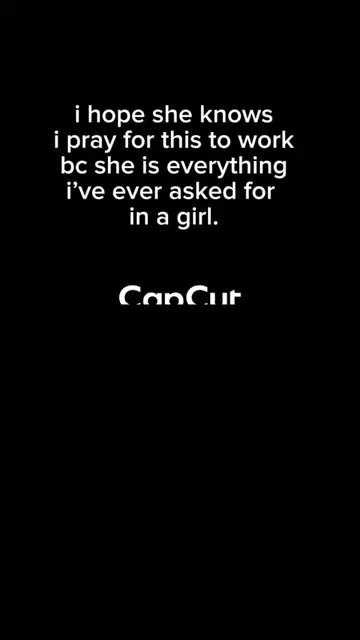 i hope she knows
i pray for this to work
bc she is everything
i’ve ever asked for
in a girl.
CapCut